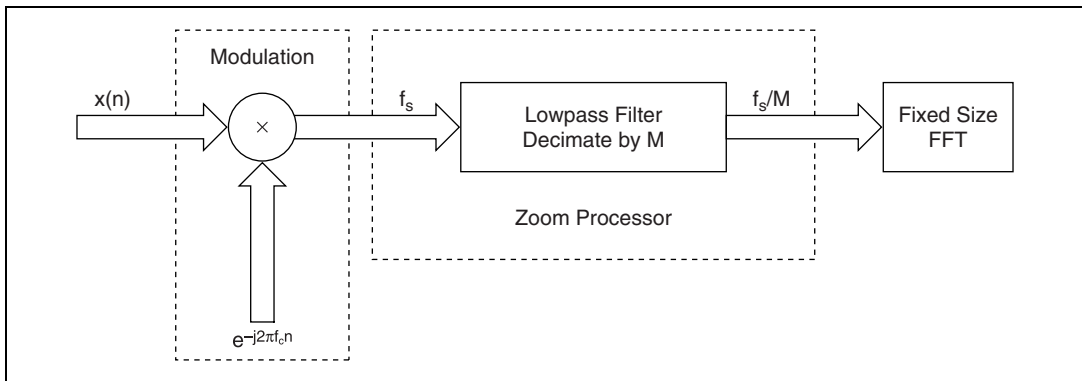 Modulation
x(n)
×
e^{-j2πf_c n}
f_s
Lowpass Filter
Decimate by M
Zoom Processor
f_s/M
Fixed Size
FFT